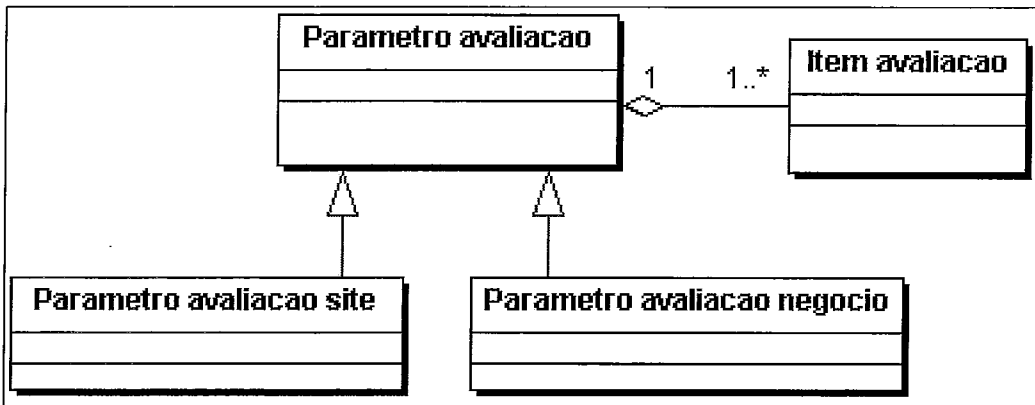 Parametro avaliacao
1
1..*
Item avaliacao
Parametro avaliacao site
Parametro avaliacao negocio